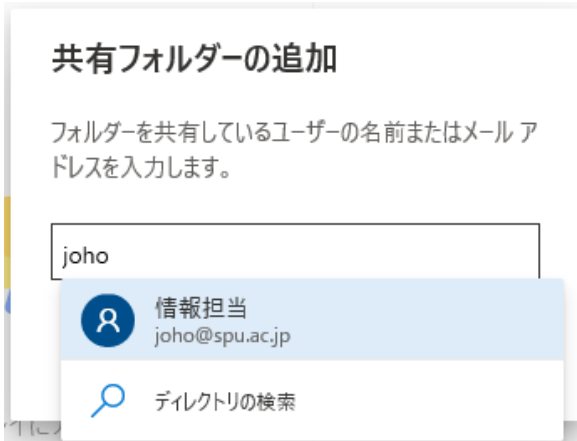 共有フォルダーの追加
フォルダーを共有しているユーザーの名前またはメール ア
ドレスを入力します。
joho
情報担当
joho@spu.ac.jp
ディレクトリの検索